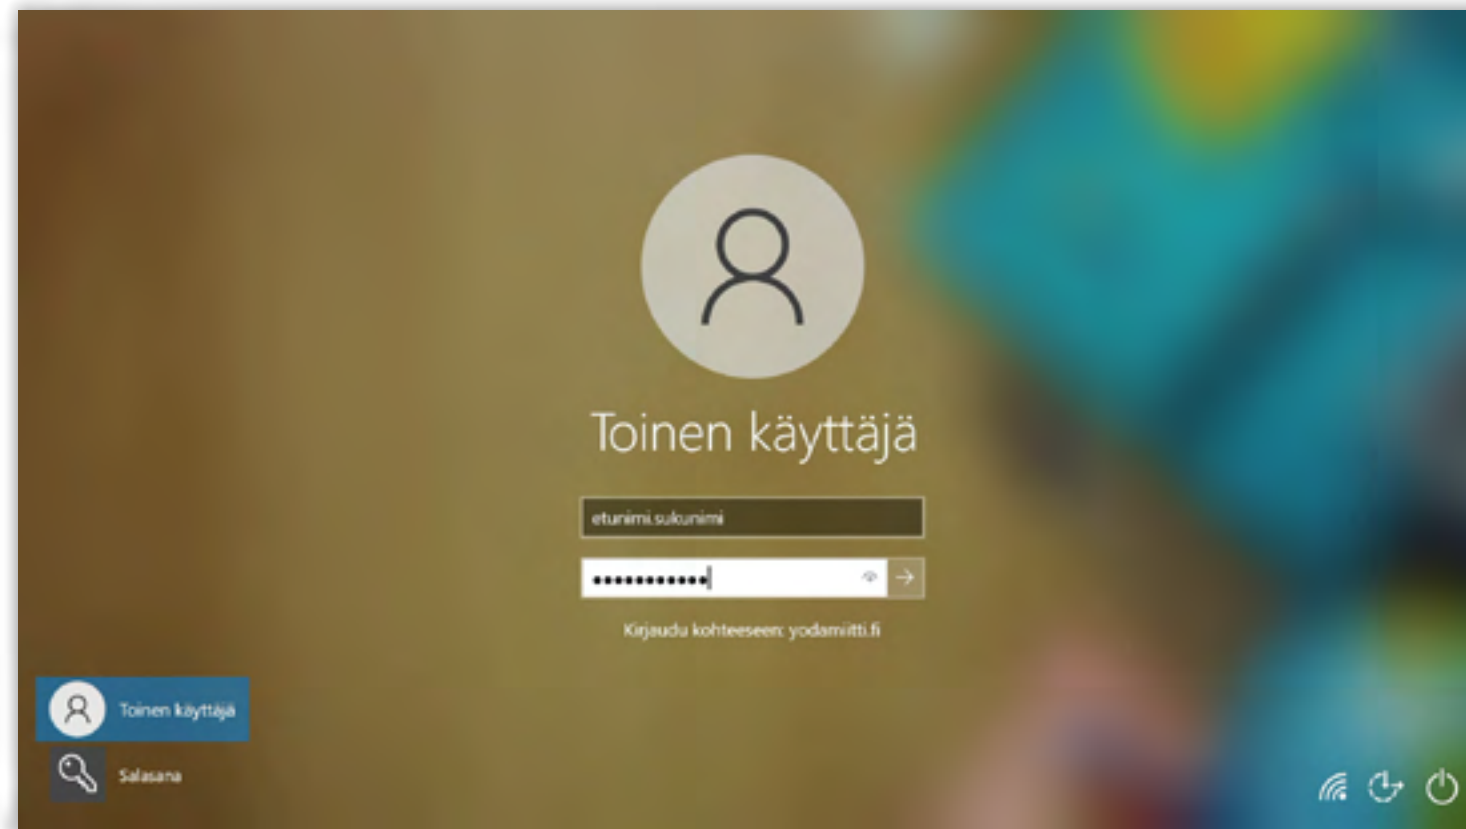 Toinen käyttäjä
etunimi.sukunimi
•••••••••••
Kirjaudu kohteeseen: yodamiitti.fi
Toinen käyttäjä
Salasana